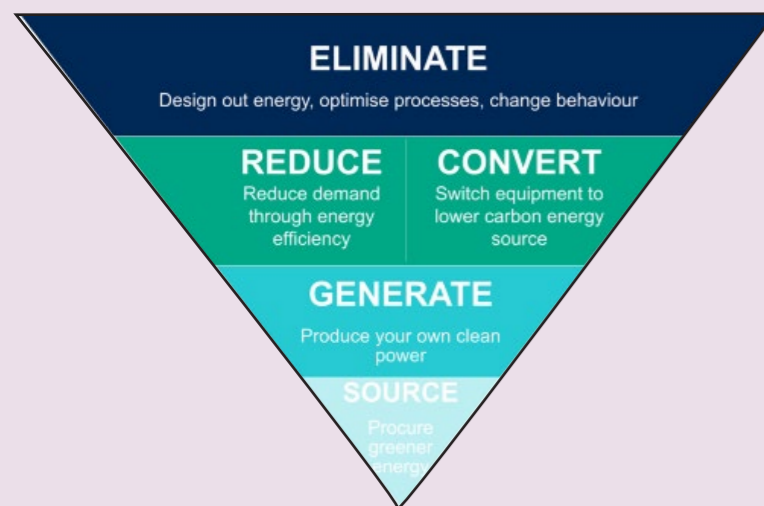 ELIMINATE
Design out energy, optimise processes, change behaviour
REDUCE
Reduce demand
through energy
efficiency
CONVERT
Switch equipment to
lower carbon energy
source
GENERATE
Produce your own clean
power
SOURCE
Procure
greener
energy